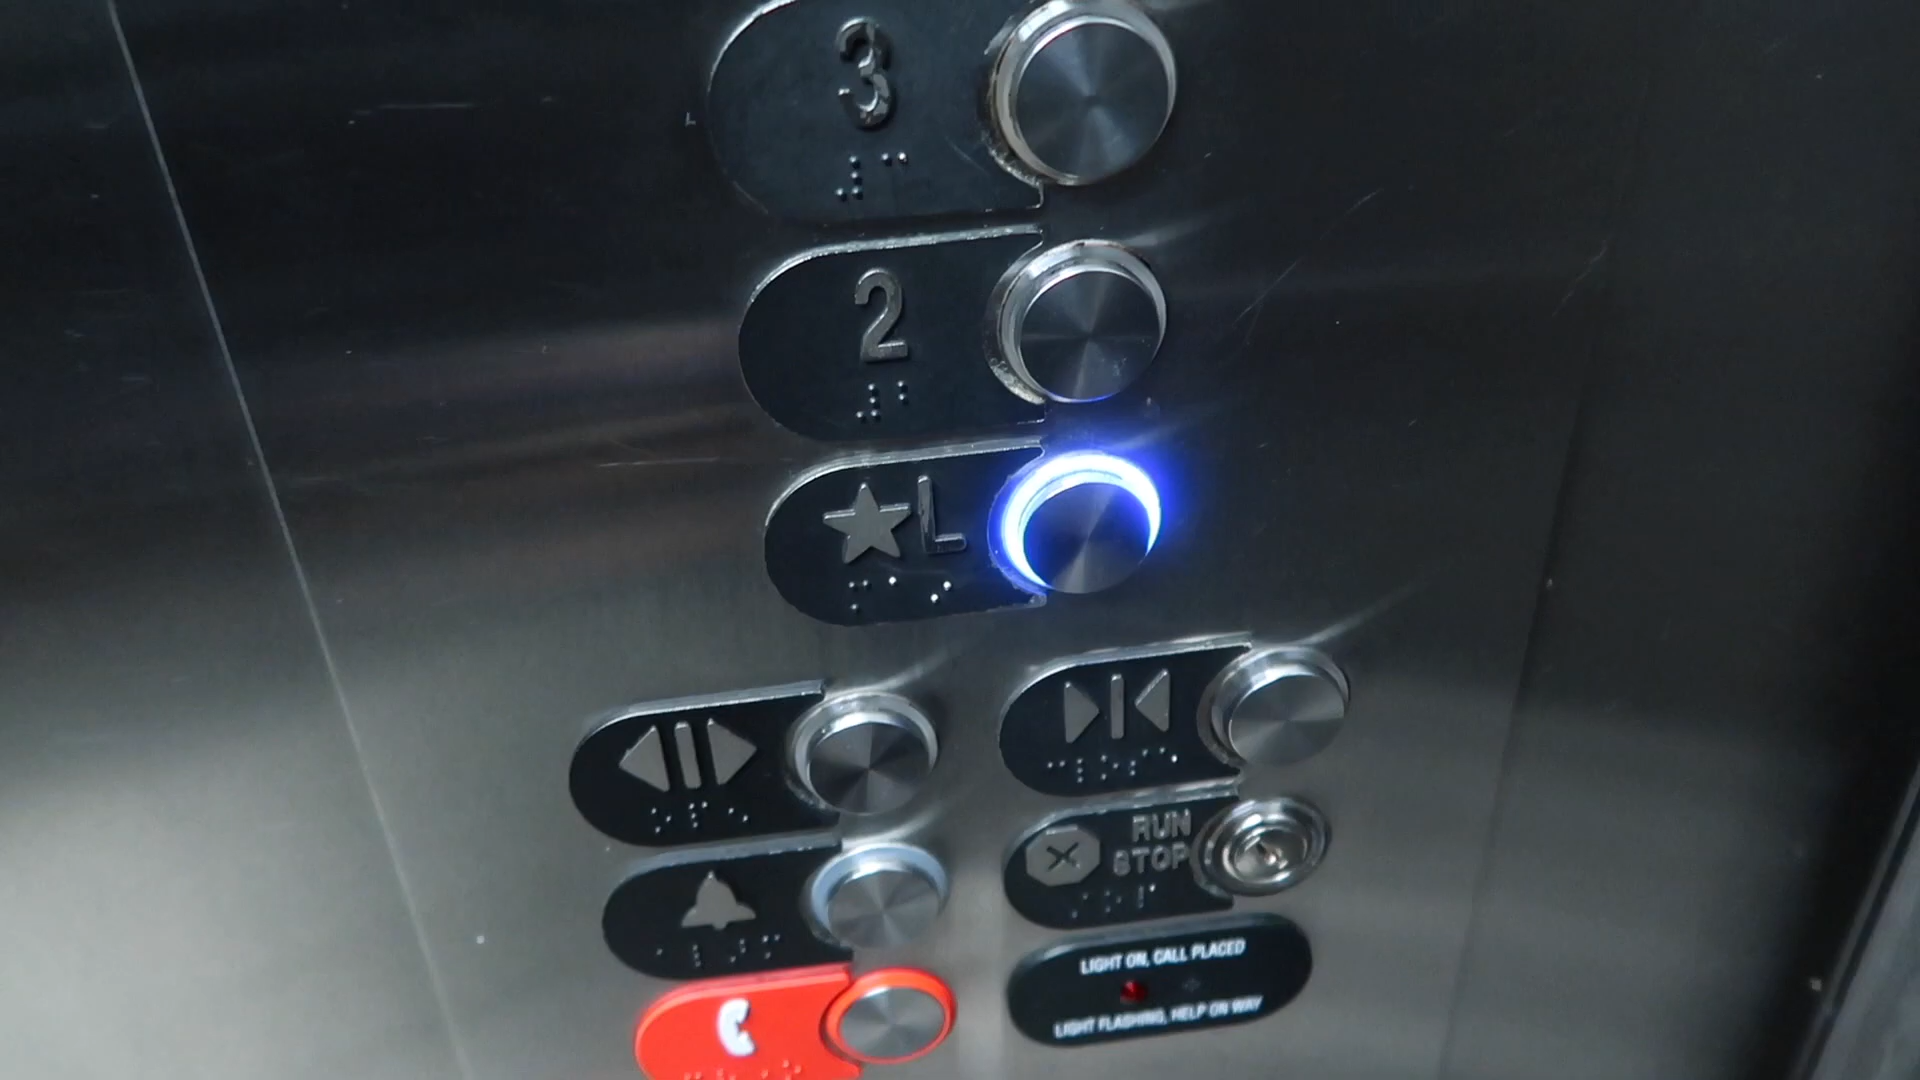 3
2
★L
RUN
STOP
LIGHT ON, CALL PLACED
LIGHT FLASHING, HELP ON WAY